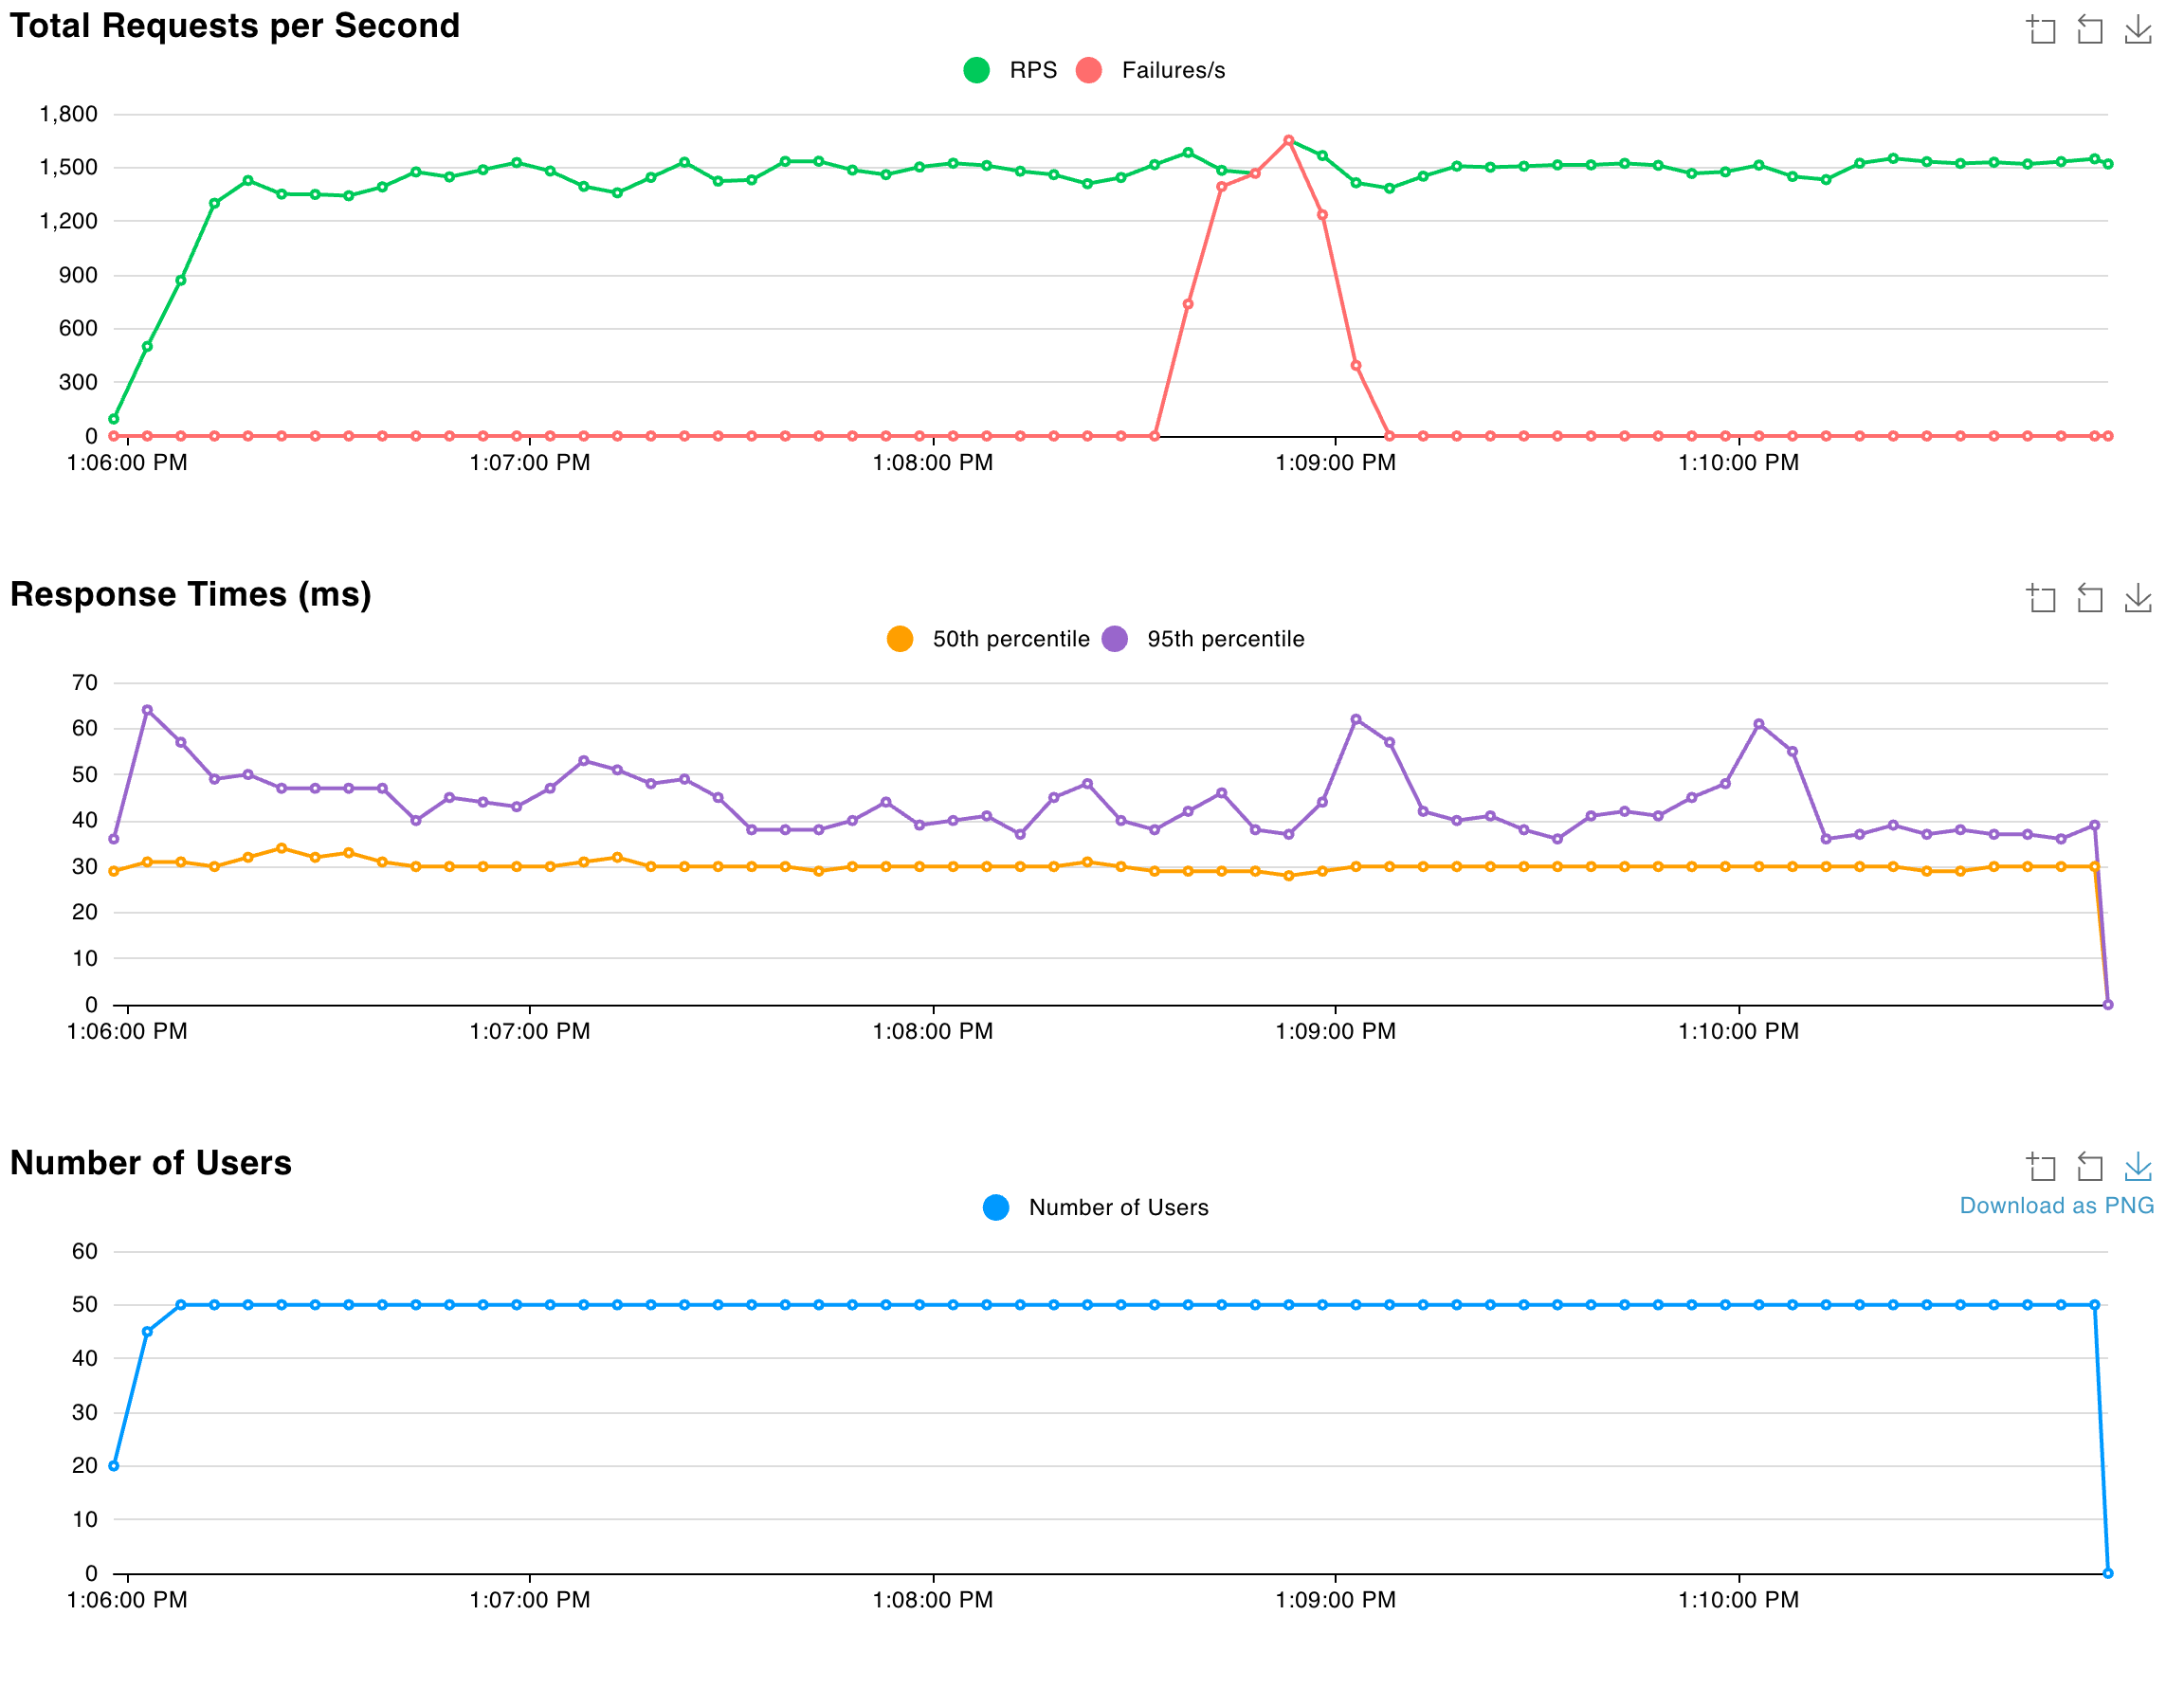 Total Requests per Second
RPS Failures/s
1,800
1,500
1,200
900
600
300
0
1:06:00 PM 1:07:00 PM 1:08:00 PM 1:09:00 PM 1:10:00 PM
Response Times (ms)
50th percentile 95th percentile
70
60
50
40
30
20
10
0
1:06:00 PM 1:07:00 PM 1:08:00 PM 1:09:00 PM 1:10:00 PM
Number of Users
Number of Users
Download as PNG
60
50
40
30
20
10
0
1:06:00 PM 1:07:00 PM 1:08:00 PM 1:09:00 PM 1:10:00 PM